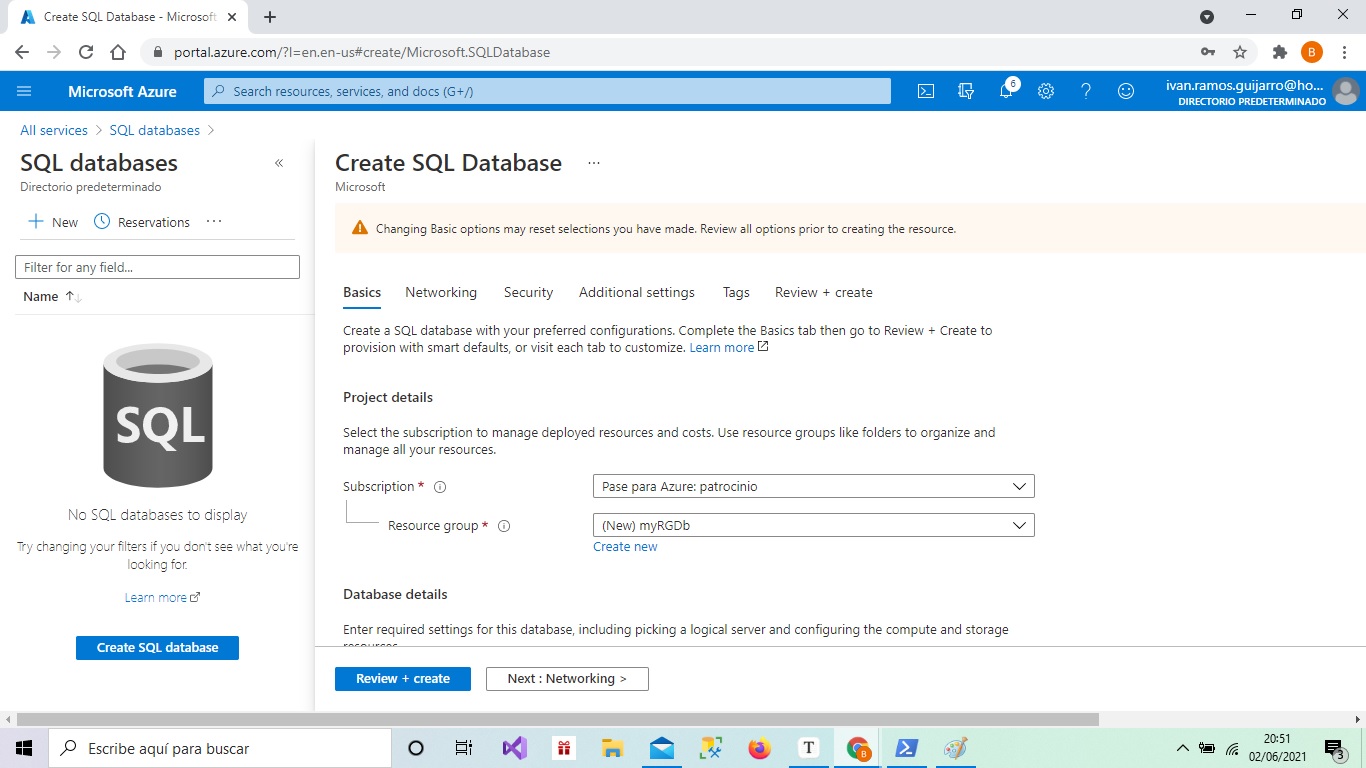 Create SQL Database - Microsoft
portal.azure.com/?l=en.en-us#create/Microsoft.SQLDatabase
B
Microsoft Azure
Search resources, services, and docs (G+/)
6
ivan.ramos.guijarro@ho...
DIRECTORIO PREDETERMINADO
All services > SQL databases >
SQL databases
«
Directorio predeterminado
New
Reservations
...
Filter for any field...
Name
SQL
No SQL databases to display
Try changing your filters if you don't see what you're
looking for.
Learn more
Create SQL database
Create SQL Database
...
Microsoft
Changing Basic options may reset selections you have made. Review all options prior to creating the resource.
Basics
Networking
Security
Additional settings
Tags
Review + create
Create a SQL database with your preferred configurations. Complete the Basics tab then go to Review + Create to
provision with smart defaults, or visit each tab to customize. Learn more
Project details
Select the subscription to manage deployed resources and costs. Use resource groups like folders to organize and
manage all your resources.
Subscription *
Pase para Azure: patrocinio
Resource group *
(New) myRGDb
Create new
Database details
Enter required settings for this database, including picking a logical server and configuring the compute and storage
resources.
Review + create
Next : Networking >
Escribe aquí para buscar
T
B
20:51
02/06/2021
3